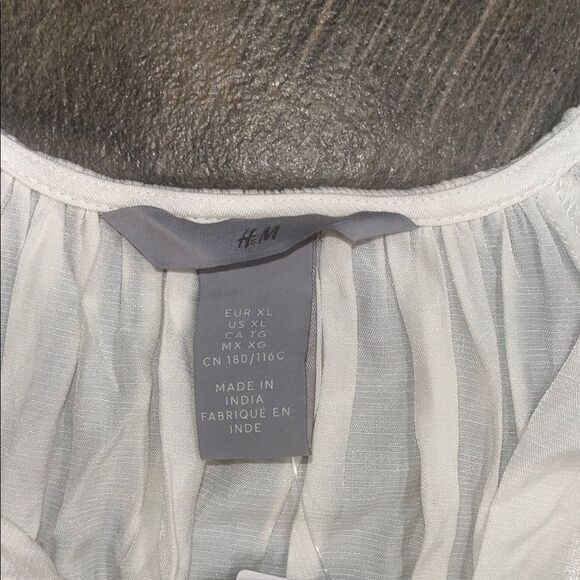 H&M
EUR XL
US XL
CA TG
MX XG
CN 180/116C
MADE IN
INDIA
FABRIQUÉ EN
INDE